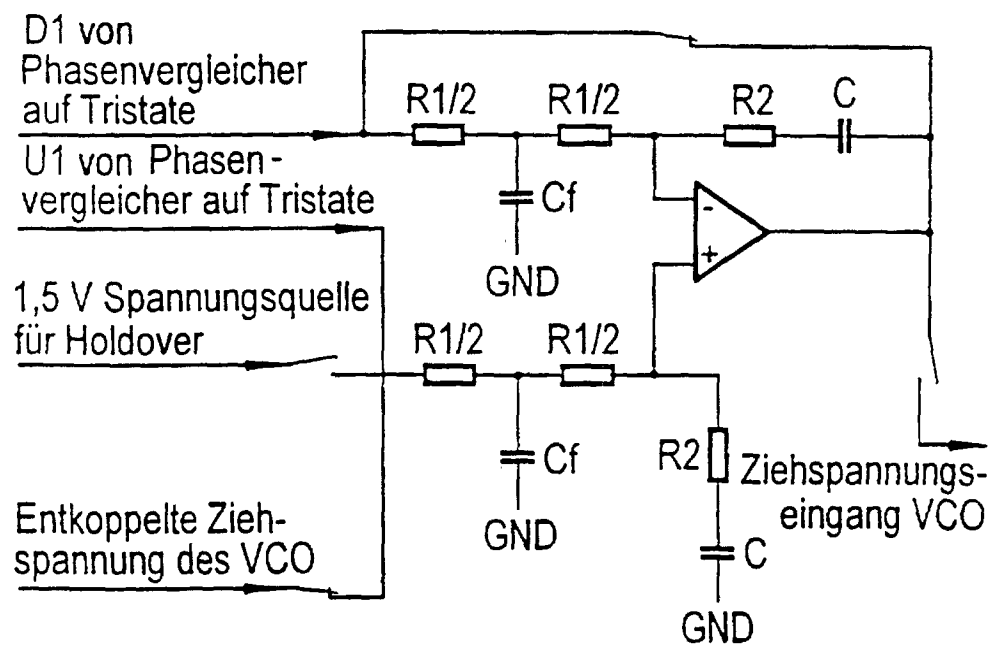 D1 von
Phasenvergleicher
auf Tristate
U1 von Phasen-
vergleicher auf Tristate
1,5 V Spannungsquelle
für Holdover
Entkoppelte Zieh-
spannung des VCO
R1/2
R1/2
R2
C
Cf
GND
-
+
R1/2
R1/2
Cf
GND
R2
C
GND
Ziehspannungs-
eingang VCO